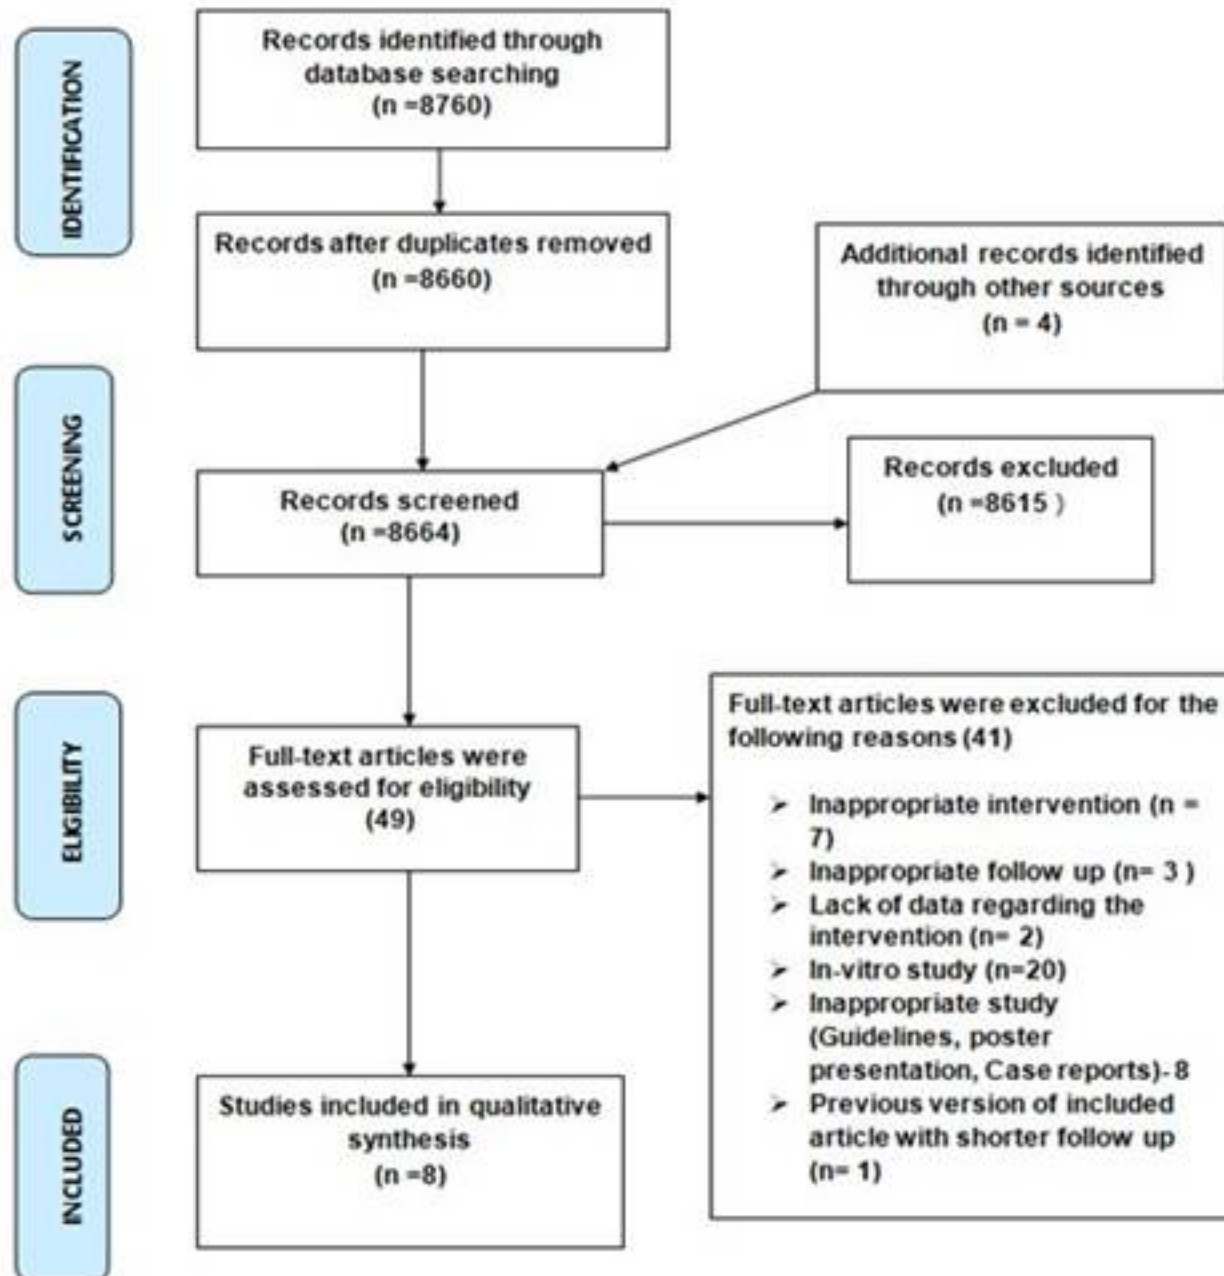 IDENTIFICATION
Records identified through
database searching
(n =8760)
Records after duplicates removed
(n =8660)
Additional records identified
through other sources
(n = 4)
SCREENING
Records screened
(n =8664)
Records excluded
(n =8615 )
ELIGIBILITY
Full-text articles were
assessed for eligibility
(49)
Full-text articles were excluded for the
following reasons (41)
➢ Inappropriate intervention (n =
7)
➢ Inappropriate follow up (n= 3 )
➢ Lack of data regarding the
intervention (n= 2)
➢ In-vitro study (n=20)
➢ Inappropriate study
(Guidelines, poster
presentation, Case reports)- 8
➢ Previous version of included
article with shorter follow up
(n= 1)
INCLUDED
Studies included in qualitative
synthesis
(n =8)